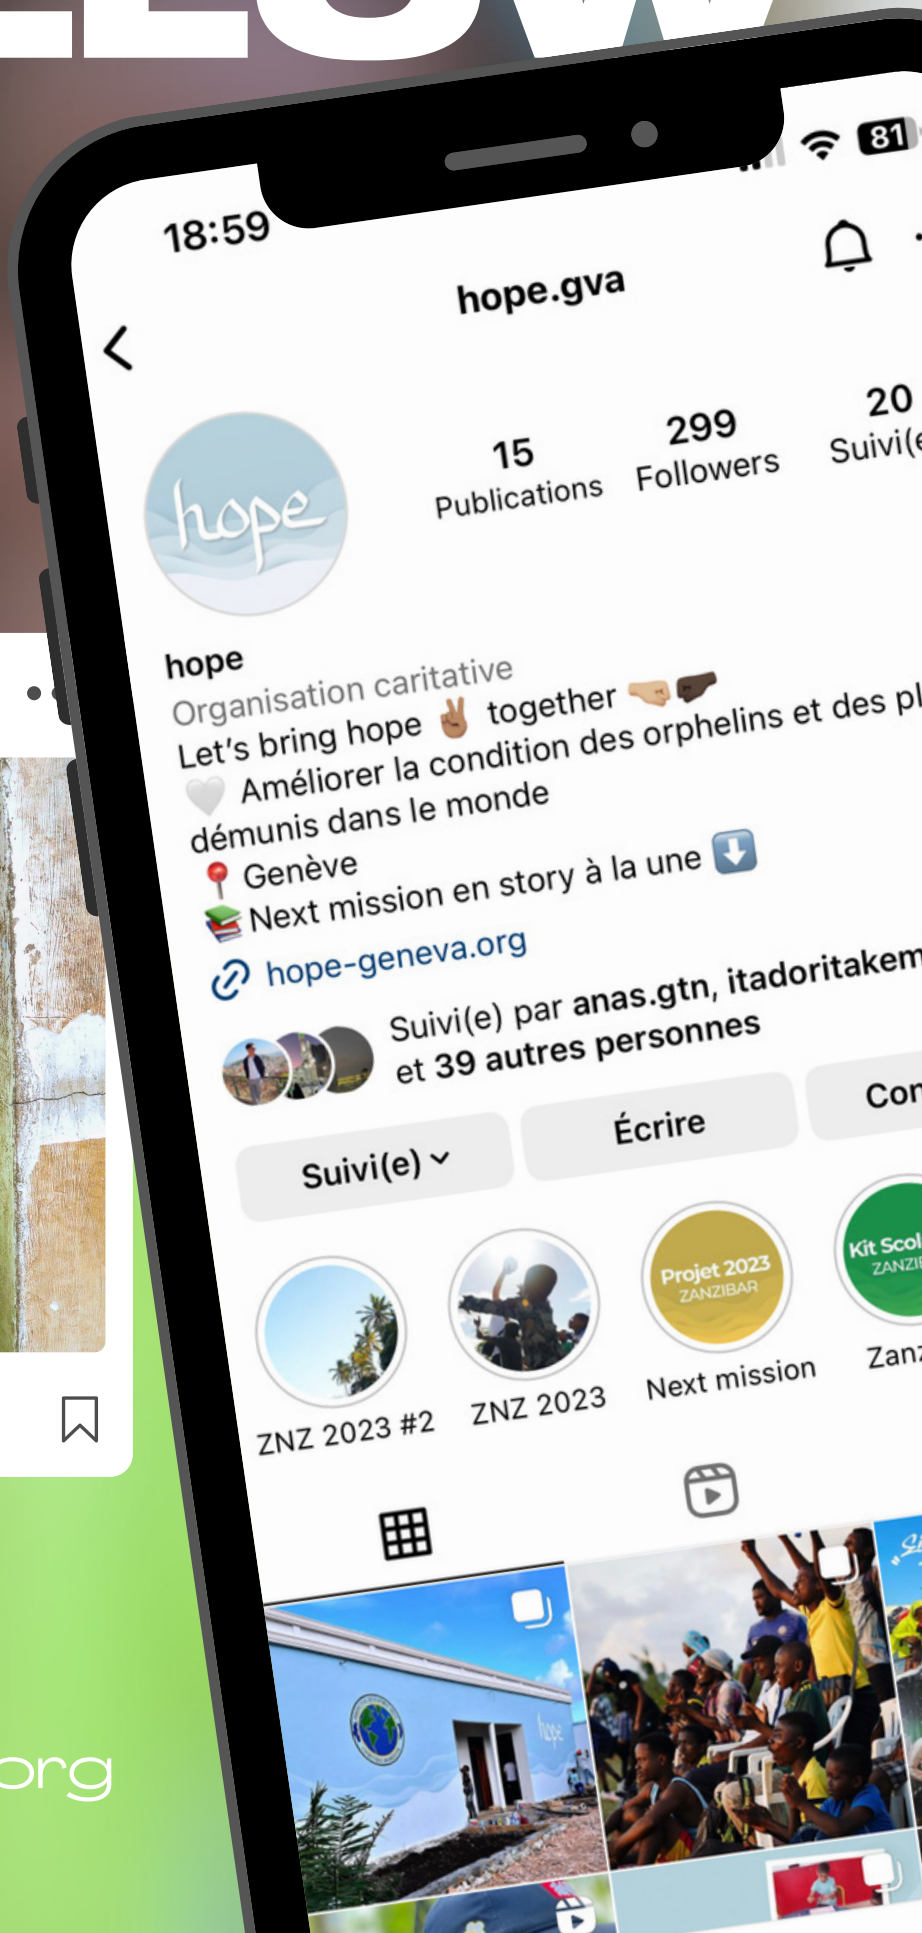 18:59
81
hope.gva
hope
15
Publications
299
Followers
20
hope
Organisation caritative
Let's bring hope ✌🏽 together 🤜🏼🤛🏿
🤍 Améliorer la condition des orphelins et des
démunis dans le monde
📍 Genève
📚 Next mission en story à la une ⬇️
hope-geneva.org
Suivi(e) par anas.gtn,
et 39 autres personnes
Suivi(e)
Écrire
Projet 2023
ZANZIBAR
ZNZ 2023 #2
ZNZ 2023
Next mission
Kit
hope
org